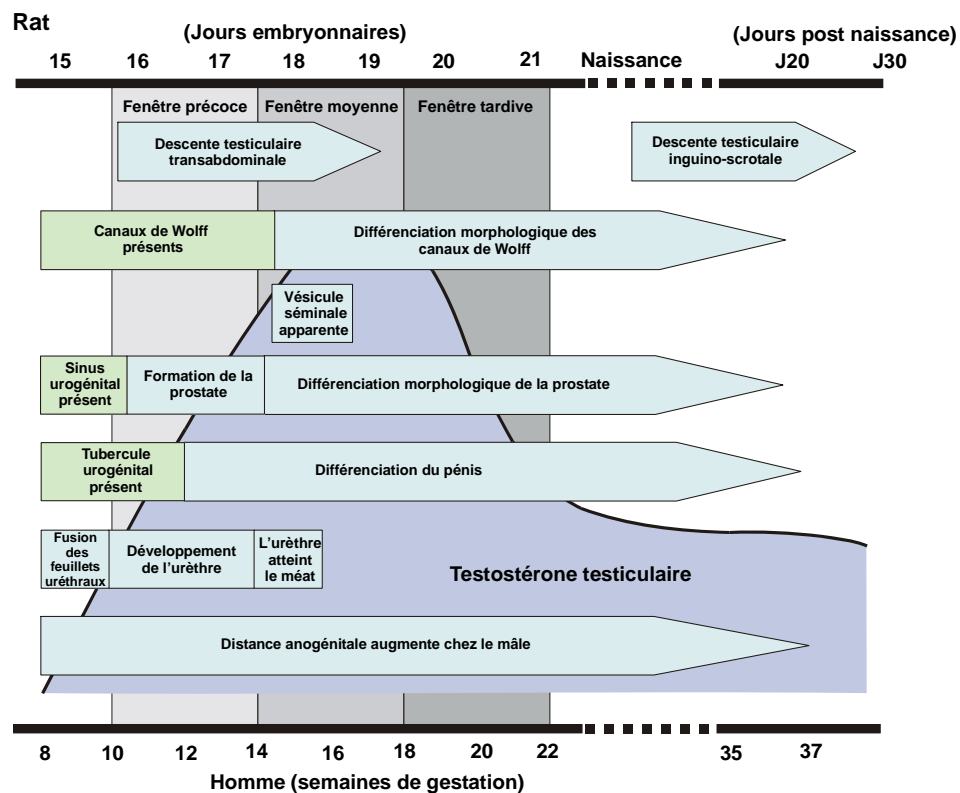 Rat
(Jours embryonnaires)
(Jours post naissance)
15 16 17 18 19 20 21 Naissance J20 J30
Fenêtre précoce Fenêtre moyenne Fenêtre tardive
Descente testiculaire
transabdominale
Descente testiculaire
inguino-scrotale
Canaux de Wolff
présents
Différenciation morphologique des
canaux de Wolff
Vésicule
séminale
apparente
Sinus
urogénital
présent
Formation de la
prostate
Différenciation morphologique de la prostate
Tubercule
urogénital
présent
Différenciation du pénis
Fusion
des
feuillets
uréthraux
Développement
de l'urèthre
L'urèthre
atteint
le méat
Testostérone testiculaire
Distance anogénitale augmente chez le mâle
8 10 12 14 16 18 20 22 35 37
Homme (semaines de gestation)